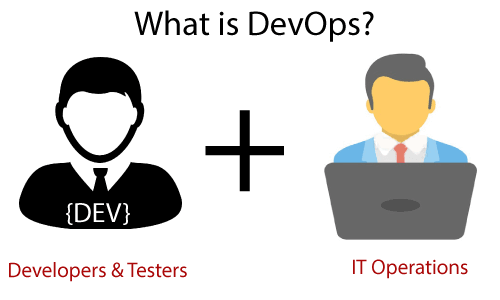 What is DevOps?
{DEV}
Developers & Testers
IT Operations